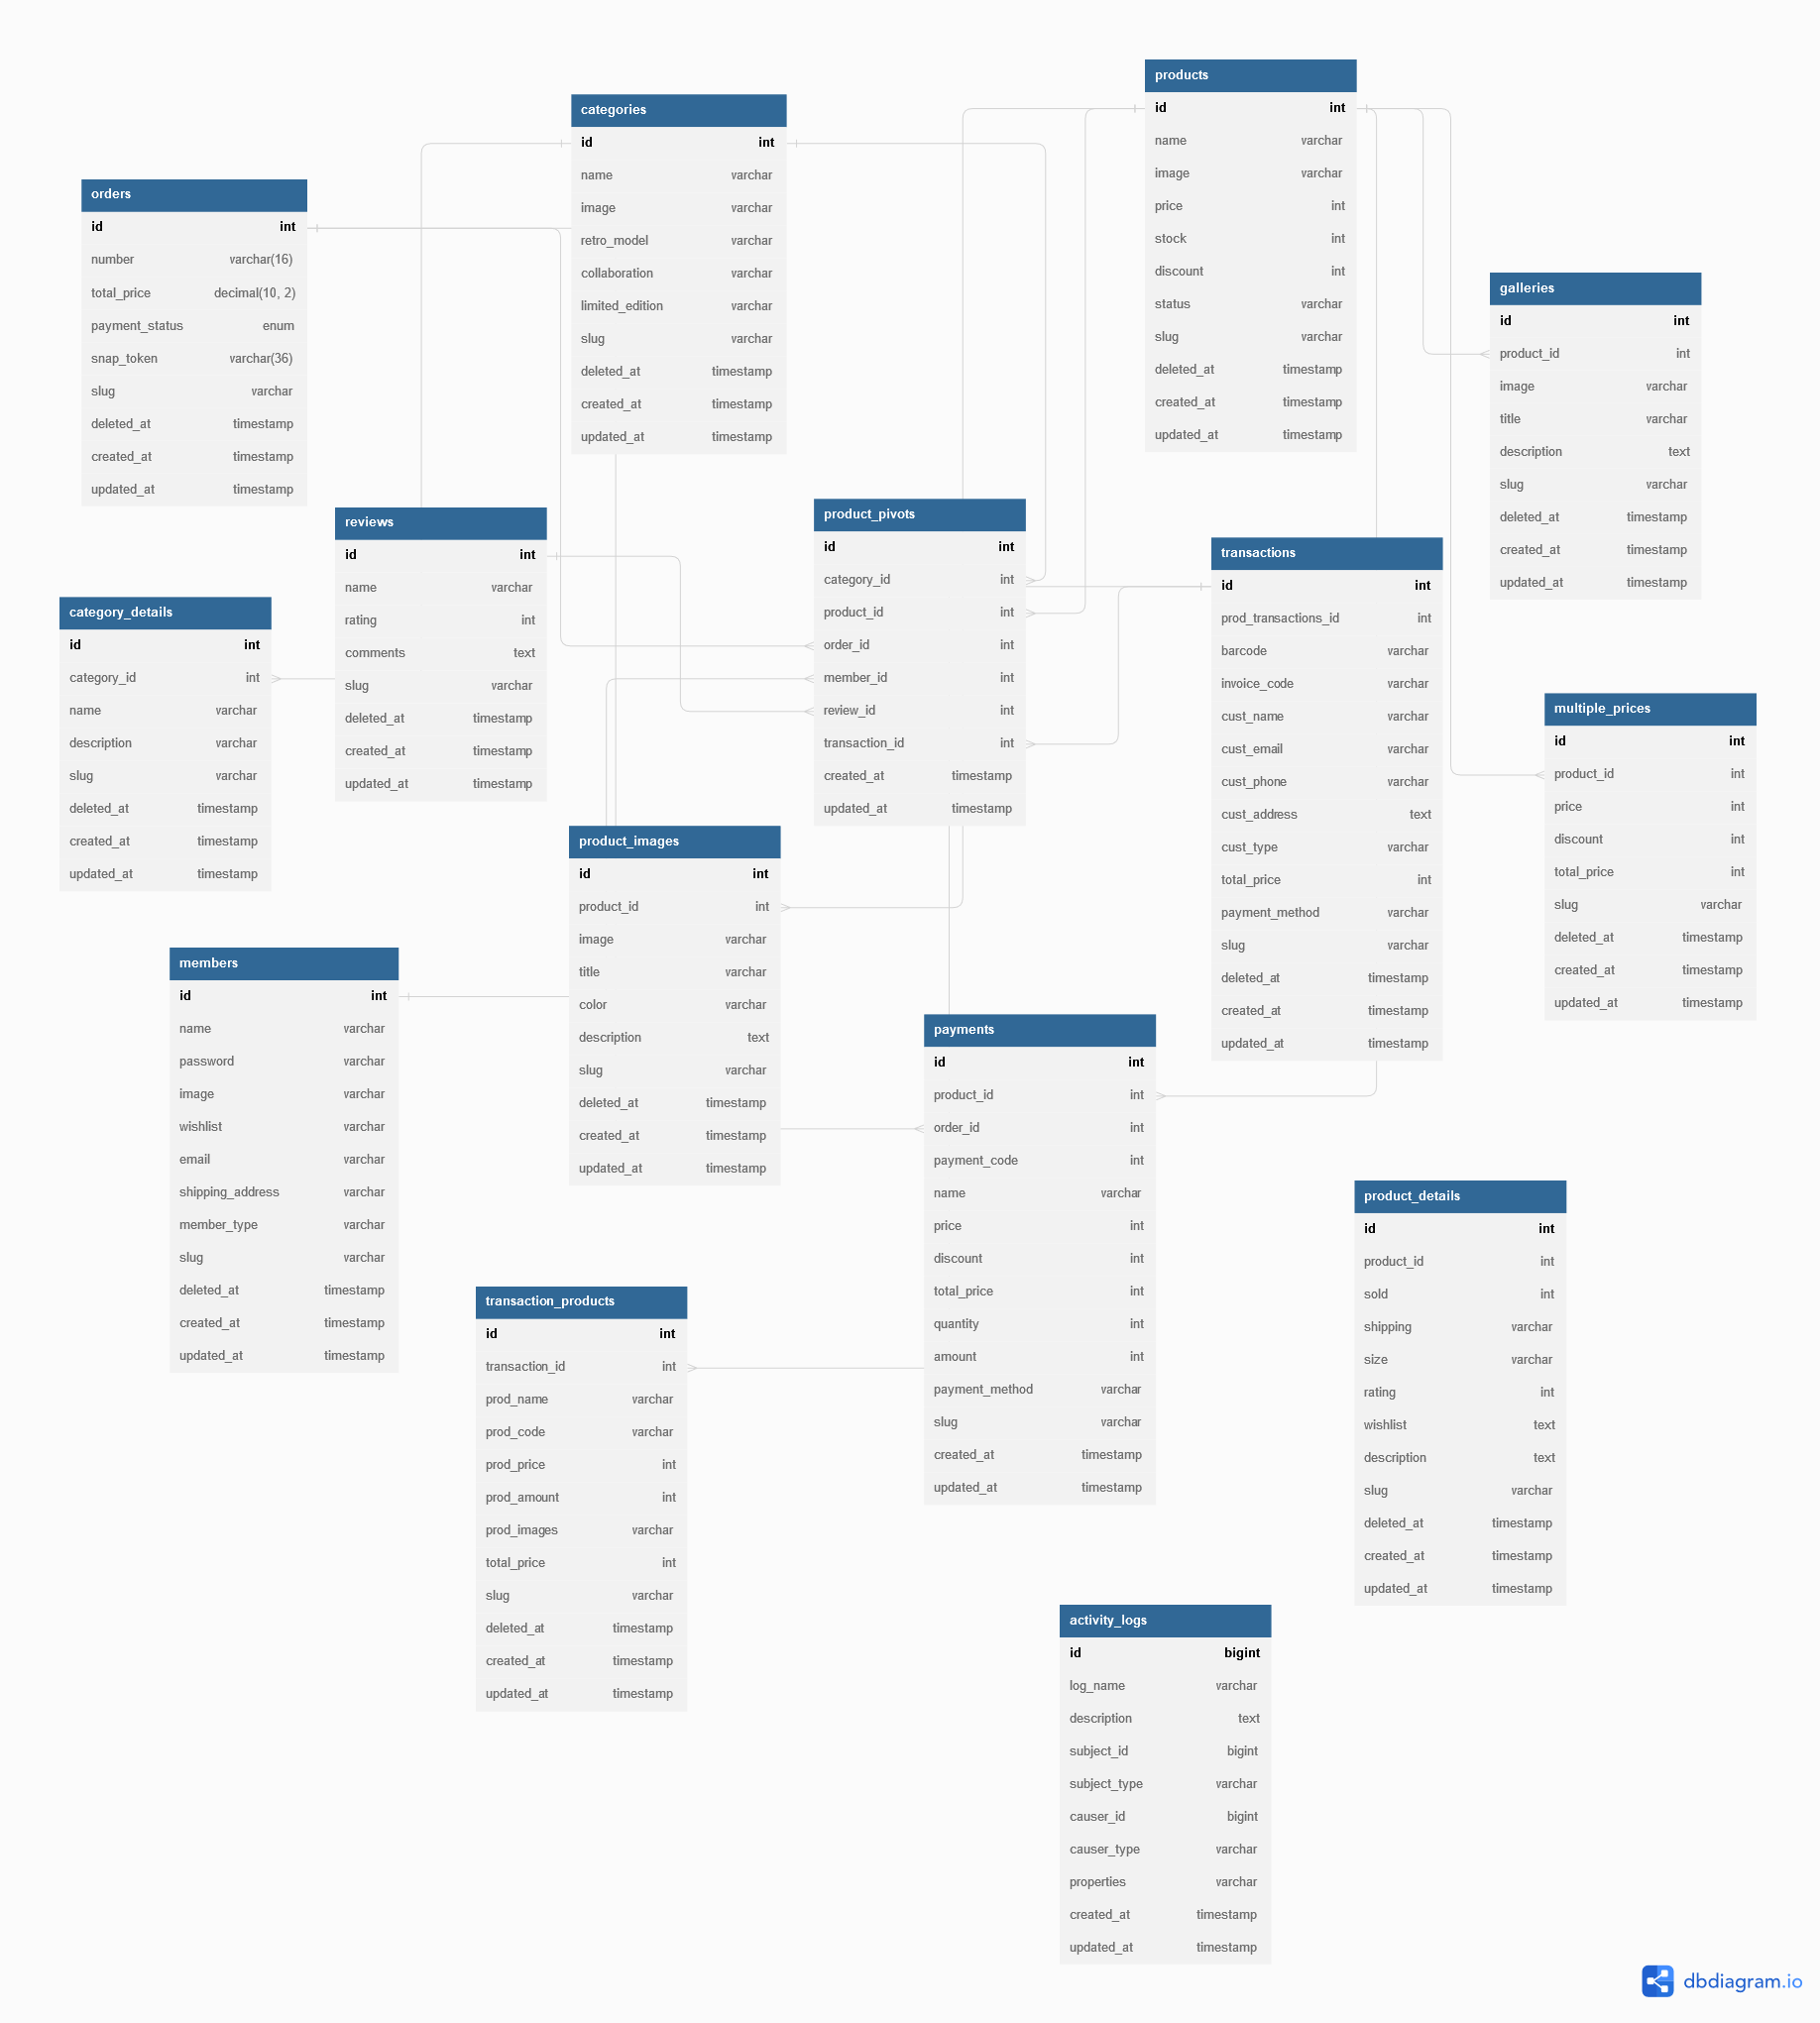 products
id int
name varchar
image varchar
price int
stock int
discount int
status varchar
slug varchar
deleted_at timestamp
created_at timestamp
updated_at timestamp
categories
id int
name varchar
image varchar
retro_model varchar
collaboration varchar
limited_edition varchar
slug varchar
deleted_at timestamp
created_at timestamp
updated_at timestamp
orders
id int
number varchar(16)
total_price decimal(10, 2)
payment_status enum
snap_token varchar(36)
slug varchar
deleted_at timestamp
created_at timestamp
updated_at timestamp
galleries
id int
product_id int
image varchar
title varchar
description text
slug varchar
deleted_at timestamp
created_at timestamp
updated_at timestamp
reviews
id int
name varchar
rating int
comments text
slug varchar
deleted_at timestamp
created_at timestamp
updated_at timestamp
product_pivots
id int
category_id int
product_id int
order_id int
member_id int
review_id int
transaction_id int
created_at timestamp
updated_at timestamp
transactions
id int
prod_transactions_id int
barcode varchar
invoice_code varchar
cust_name varchar
cust_email varchar
cust_phone varchar
cust_address text
cust_type varchar
total_price int
payment_method varchar
slug varchar
deleted_at timestamp
created_at timestamp
updated_at timestamp
category_details
id int
category_id int
name varchar
description varchar
slug varchar
deleted_at timestamp
created_at timestamp
updated_at timestamp
multiple_prices
id int
product_id int
price int
discount int
total_price int
slug varchar
deleted_at timestamp
created_at timestamp
updated_at timestamp
product_images
id int
product_id int
image varchar
title varchar
color varchar
description text
slug varchar
deleted_at timestamp
created_at timestamp
updated_at timestamp
members
id int
name varchar
password varchar
image varchar
wishlist varchar
email varchar
shipping_address varchar
member_type varchar
slug varchar
deleted_at timestamp
created_at timestamp
updated_at timestamp
payments
id int
product_id int
order_id int
payment_code int
name varchar
price int
discount int
total_price int
quantity int
amount int
payment_method varchar
slug varchar
created_at timestamp
updated_at timestamp
product_details
id int
product_id int
sold int
shipping varchar
size varchar
rating int
wishlist text
description text
slug varchar
deleted_at timestamp
created_at timestamp
updated_at timestamp
transaction_products
id int
transaction_id int
prod_name varchar
prod_code varchar
prod_price int
prod_amount int
prod_images varchar
total_price int
slug varchar
deleted_at timestamp
created_at timestamp
updated_at timestamp
activity_logs
id bigint
log_name varchar
description text
subject_id bigint
subject_type varchar
causer_id bigint
causer_type varchar
properties varchar
created_at timestamp
updated_at timestamp
dbdiagram.io